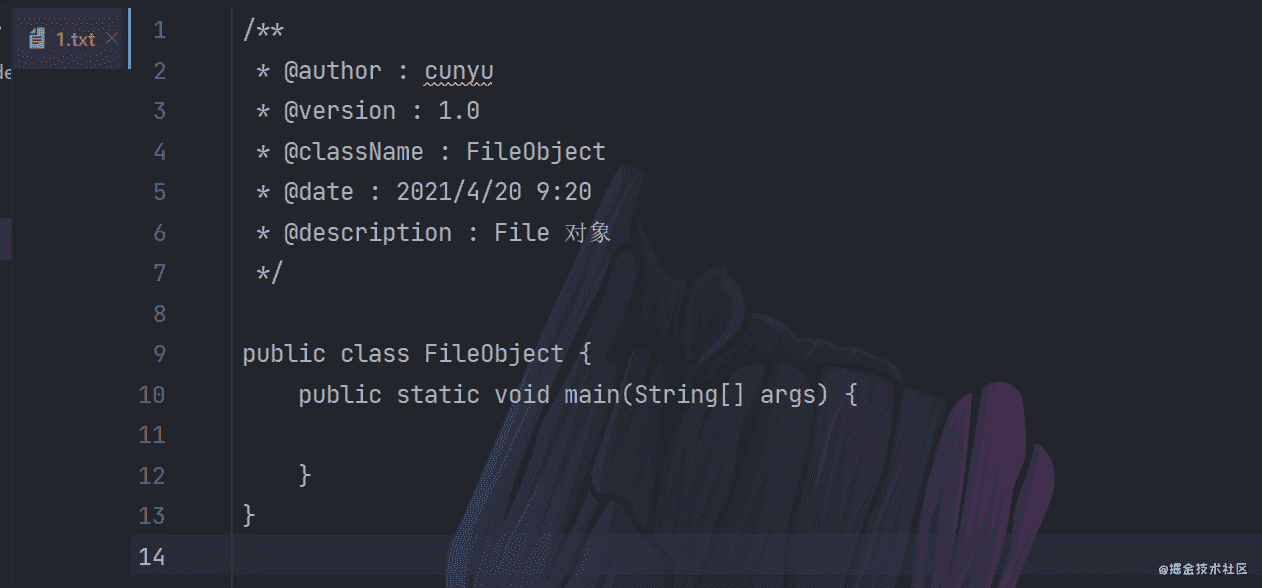 1.txt
de
1 /**
2 * @author : cunyu
3 * @version : 1.0
4 * @className : FileObject
5 * @date : 2021/4/20 9:20
6 * @description : File 对象
7 */
8
9 public class FileObject {
10 public static void main(String[] args) {
11
12 }
13 }
14
@掘金技术社区